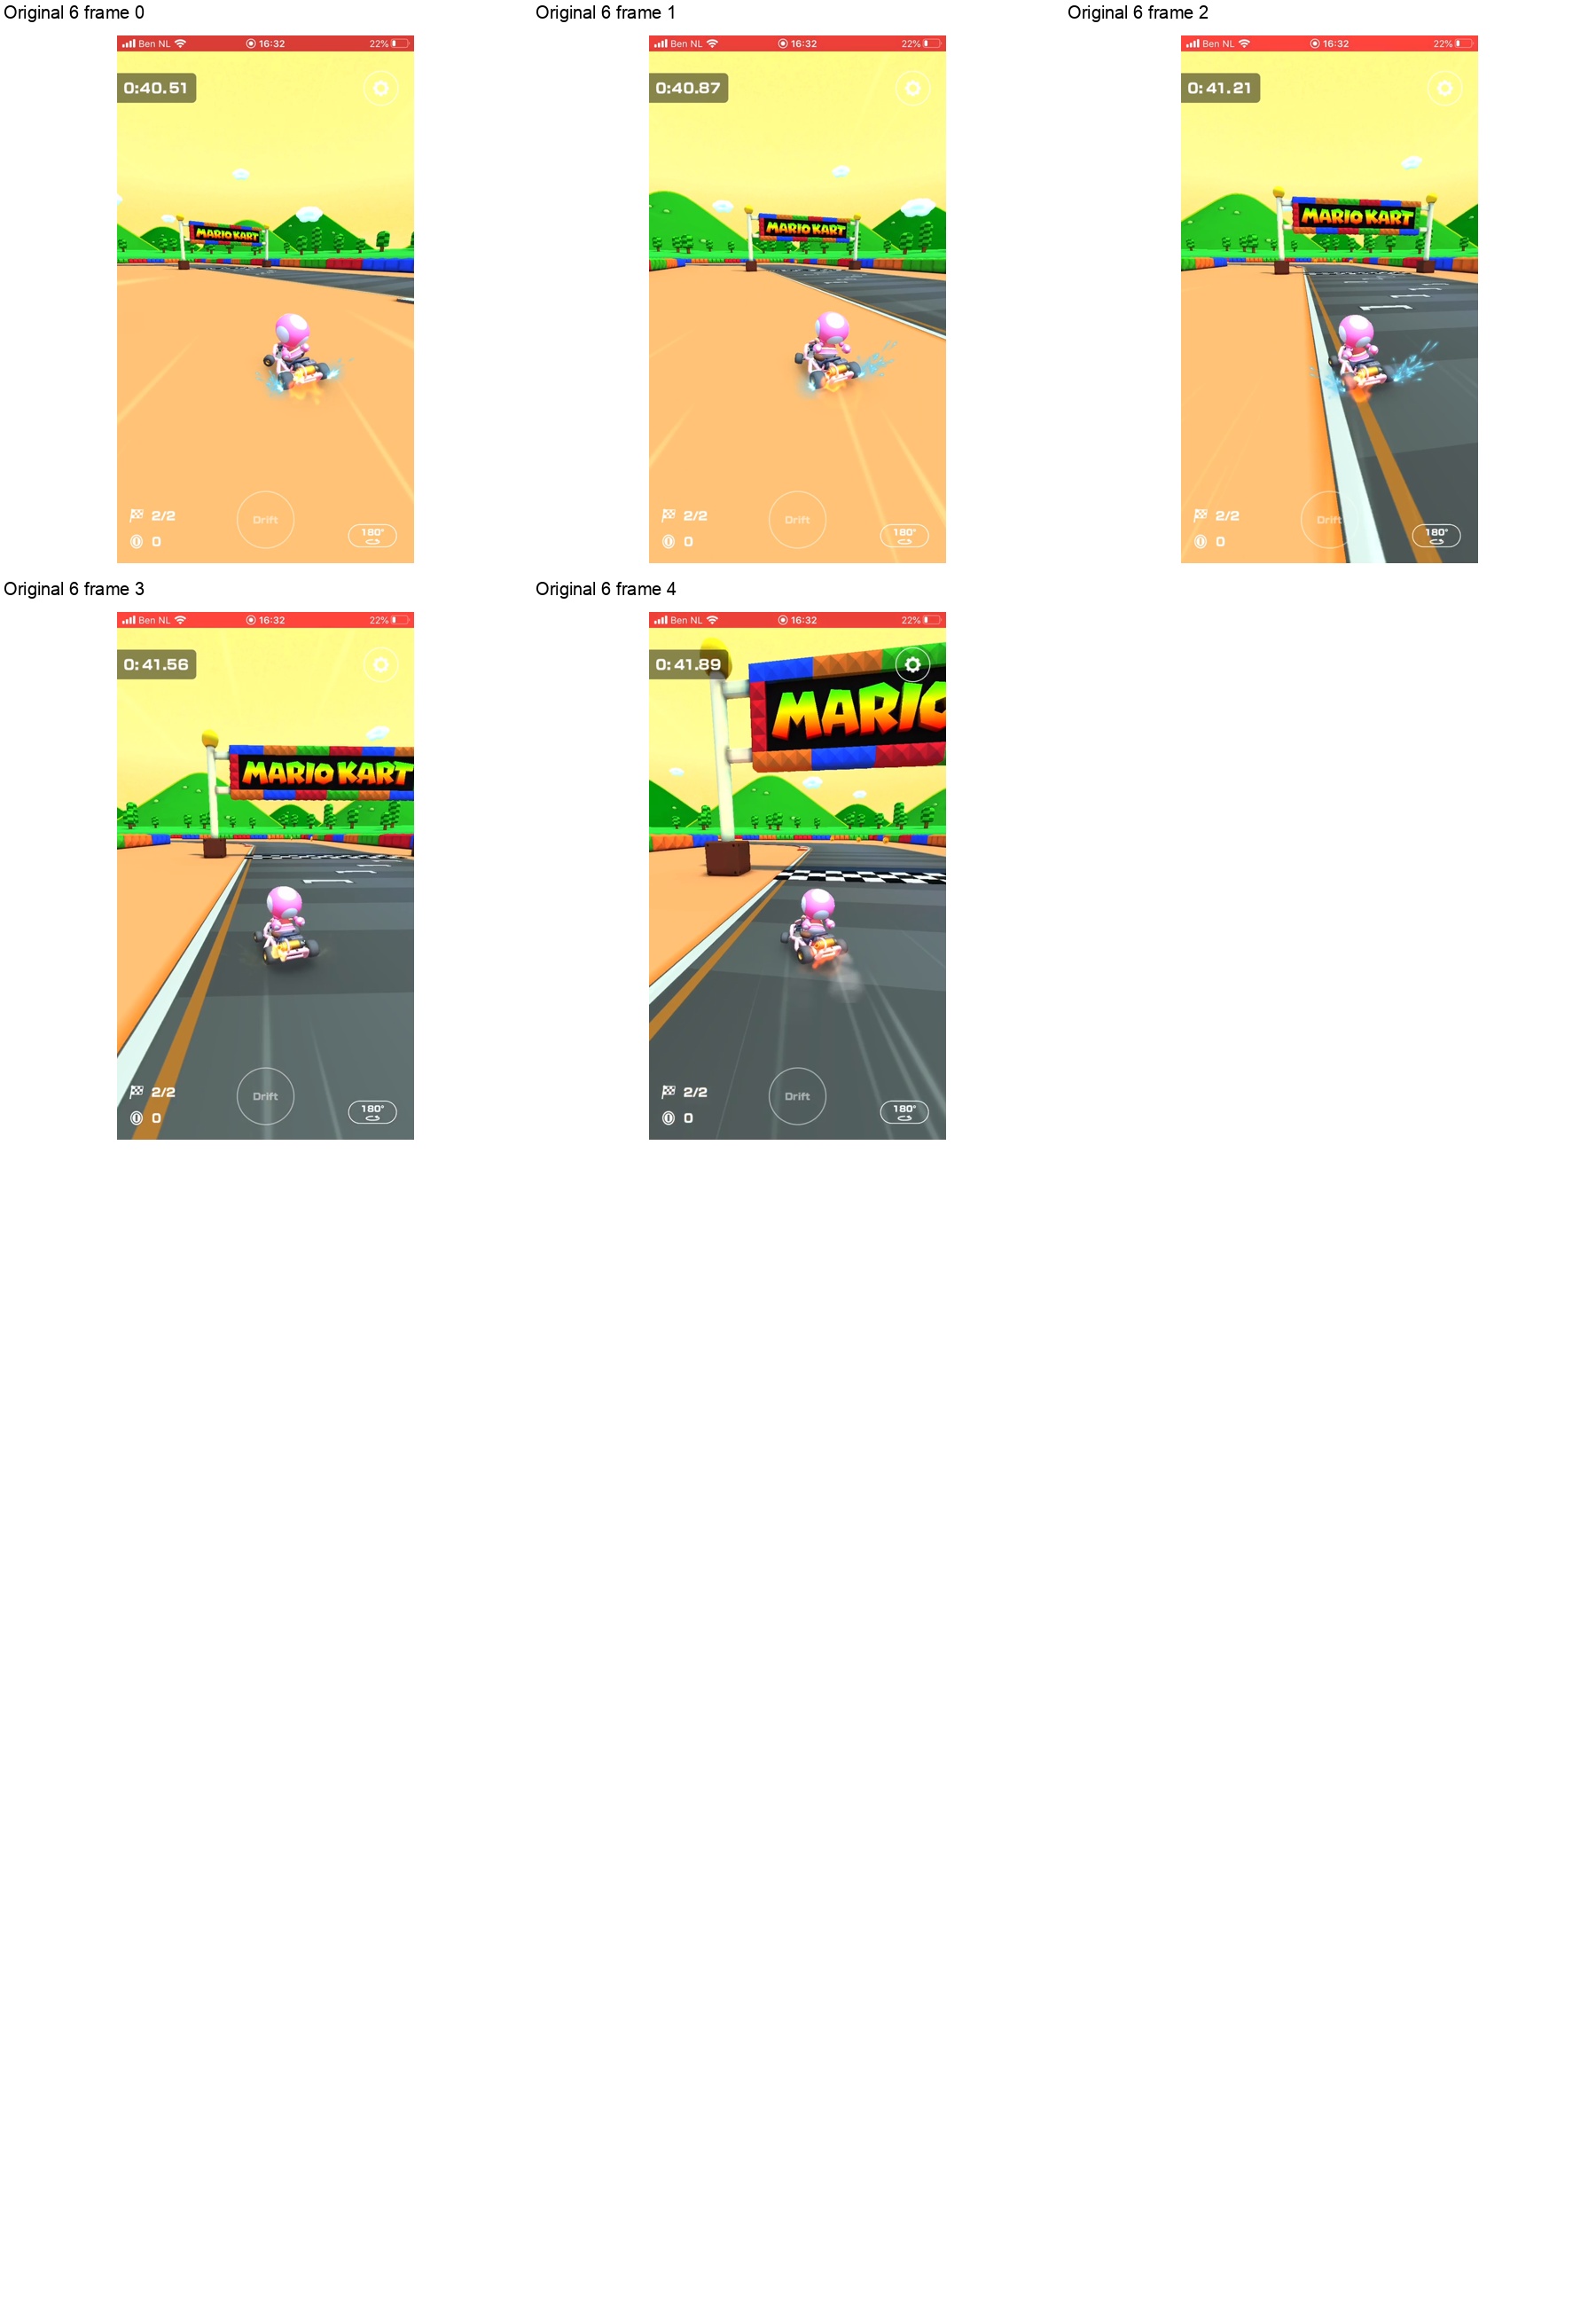 Original 6 frame 0
Original 6 frame 1
Original 6 frame 2
Ben NL 16:32 22%
Ben NL 16:32 22%
Ben NL 16:32 22%
0:40.51
0:40.87
0:41.21
MARIO KART
MARIO KART
MARIO KART
2/2
Drift
180°
0
2/2
Drift
180°
0
2/2
Drift
180°
0
Original 6 frame 3
Original 6 frame 4
Ben NL 16:32 22%
Ben NL 16:32 22%
0:41.56
0:41.89
MARIO KART
MARIO
2/2
Drift
180°
0
2/2
Drift
180°
0